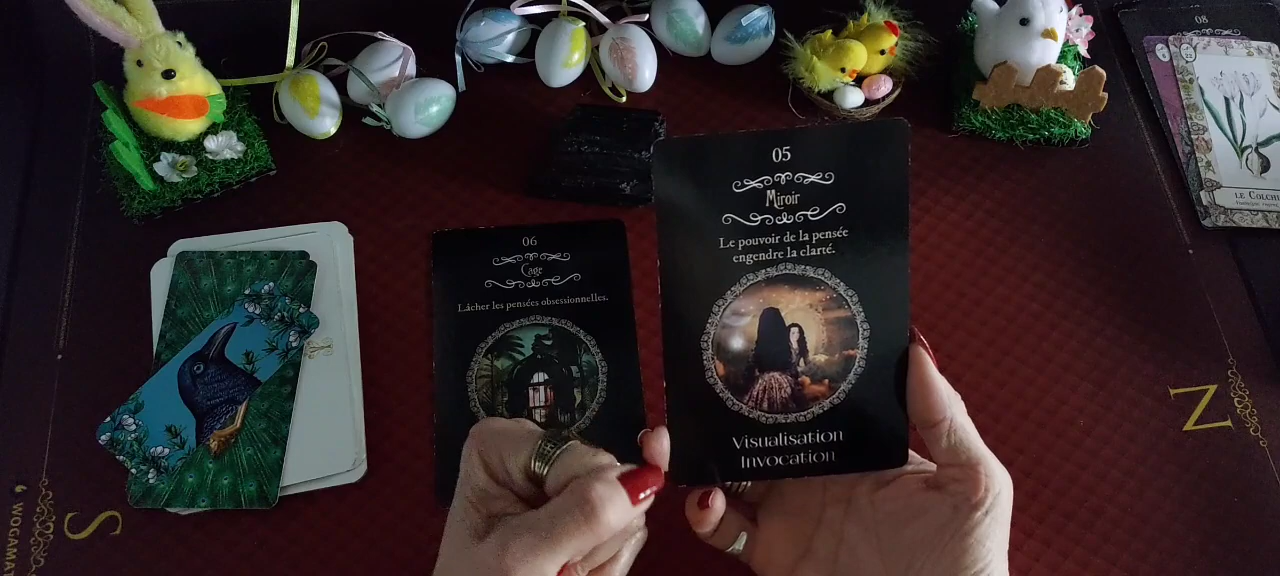 05
Miroir
Le pouvoir de la pensée
engendre la clarté.
Visualisation
Invocation
06
Cage
Lâcher les pensées obsessionnelles.
08
LE COLCHI
N
S
WOGAMAT